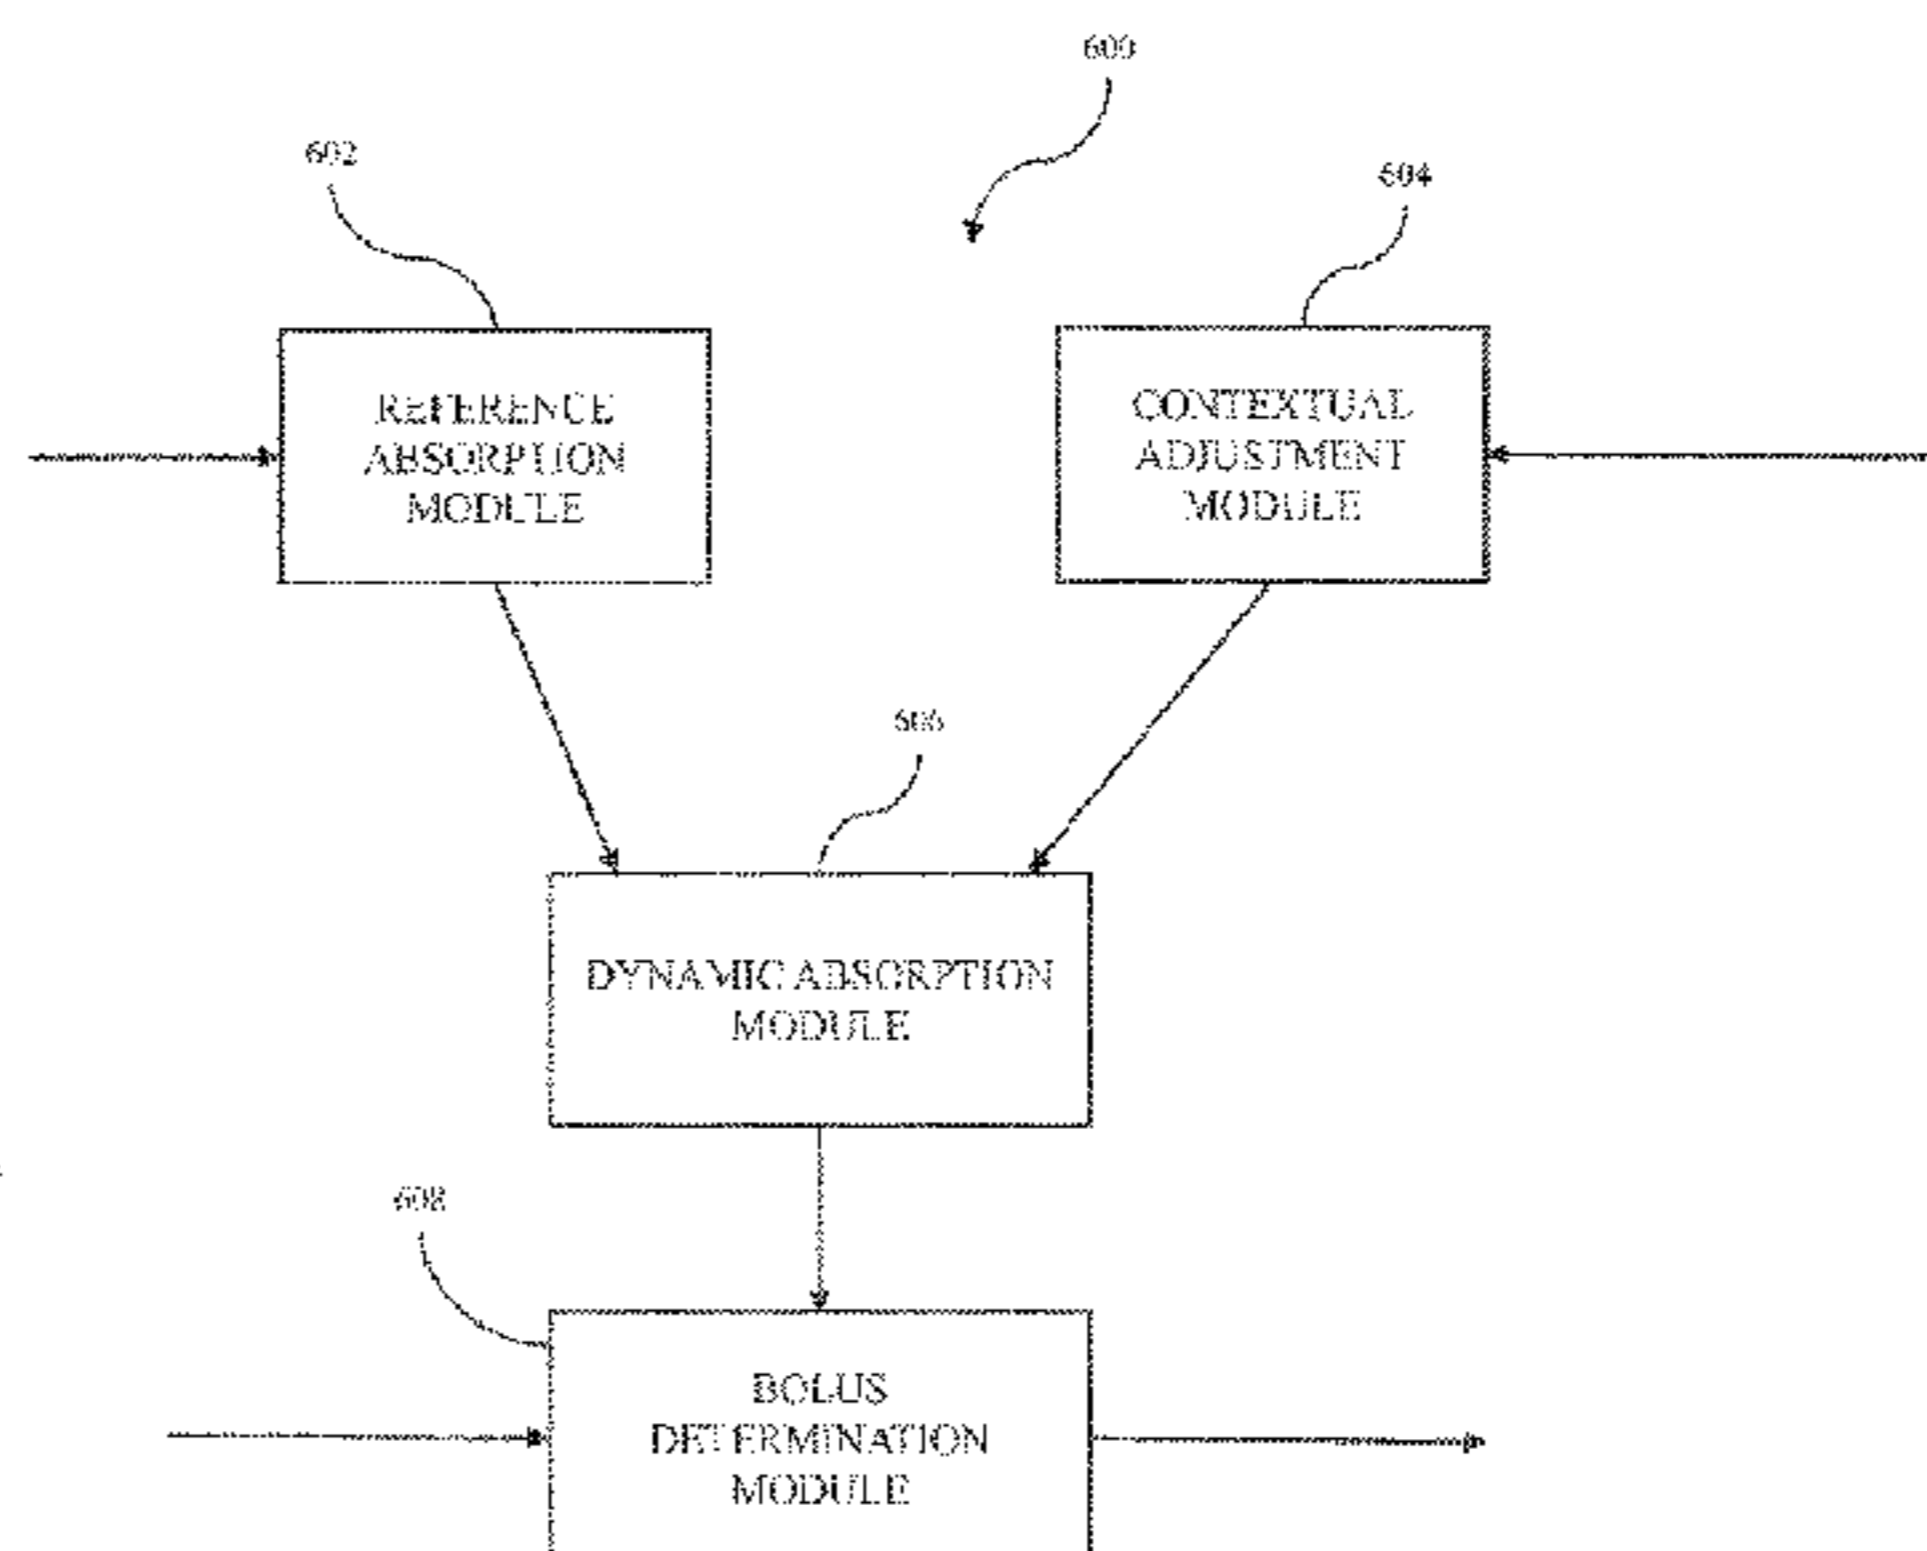 600
602
604
REFERENCE
ABSORPTION
MODULE
CONTEXTUAL
ADJUSTMENT
MODULE
606
DYNAMIC ABSORPTION
MODULE
608
BOLUS
DETERMINATION
MODULE